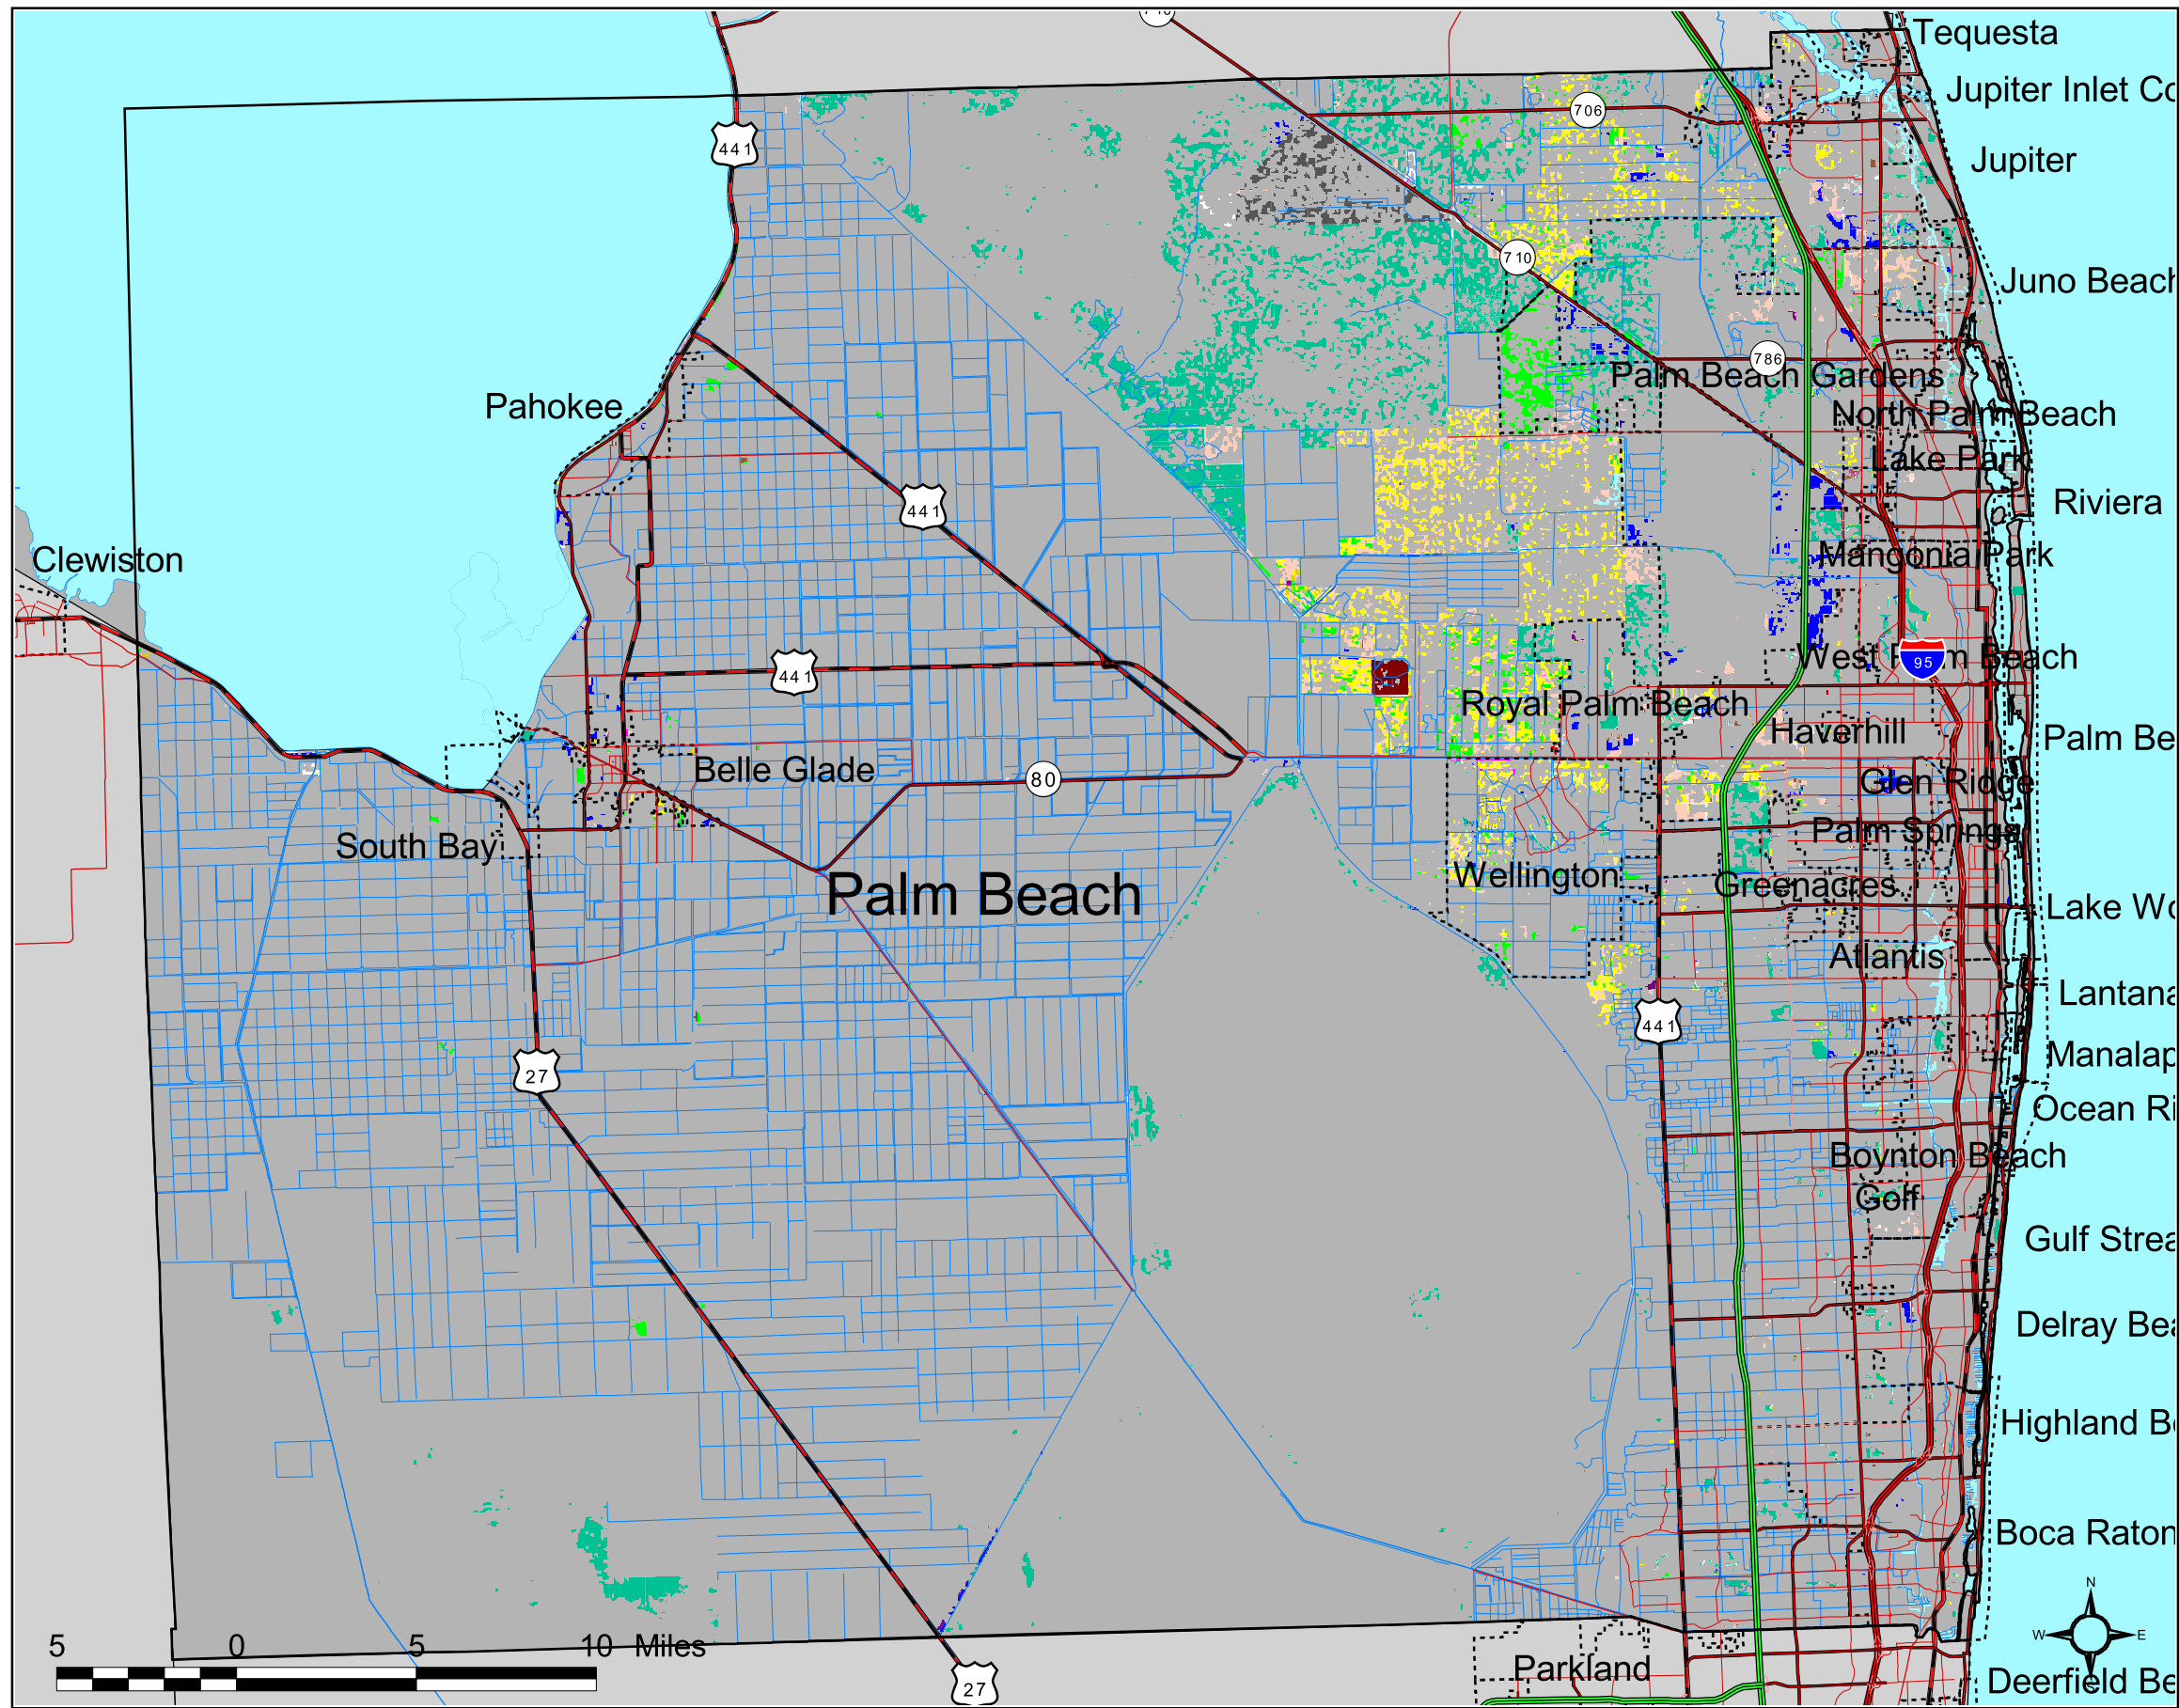 Tequesta
Jupiter Inlet Co
706
441
Jupiter
710
Juno Beach
786
Palm Beach Gardens
Pahokee
North Palm Beach
Lake Park
Riviera
441
Clewiston
Mangonia Park
95
West Palm Beach
441
Royal Palm Beach
Haverhill
Palm Be
Belle Glade
80
Glen Ridge
Palm Springs
South Bay
Wellington
Greenacres
Palm Beach
Lake Wo
Atlantis
Lantana
441
Manalap
27
Ocean Ri
Boynton Beach
Golf
Gulf Strea
Delray Bea
Highland Be
Boca Raton
N
W E
S
5 0 5 10 Miles
Parkland
27
Deerfield Be